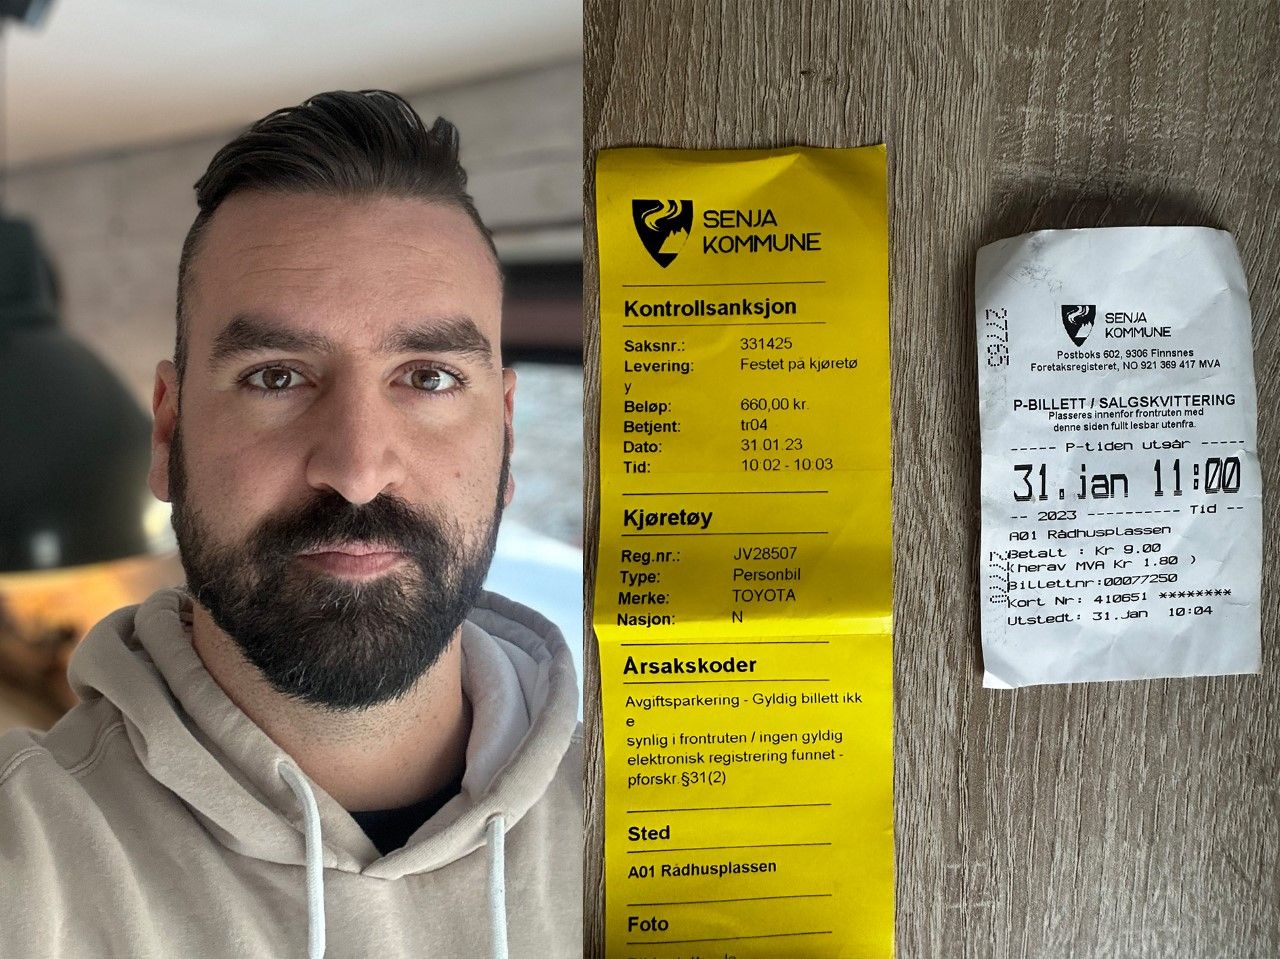 SENJA
KOMMUNE
Kontrollsanksjon
Saksnr.: 331425
Levering: Festet på kjøretø
y
Beløp: 660,00 kr.
Betjent: tr04
Dato: 31.01.23
Tid: 10:02 - 10:03
Kjøretøy
Reg.nr.: JV28507
Type: Personbil
Merke: TOYOTA
Nasjon: N
Årsakskoder
Avgiftsparkering - Gyldig billett ikk
e
synlig i frontruten / ingen gyldig
elektronisk registrering funnet -
pforskr.§31(2)
Sted
A01 Rådhusplassen
Foto
SENJA
KOMMUNE
Postboks 602, 9306 Finnsnes
Foretaksregisteret, NO 921 369 417 MVA
P-BILLETT / SALGSKVITTERING
Plasseres innenfor frontruten med
denne siden fullt lesbar utenfra.
----- P-tiden utgår -----
31.jan 11:00
-- 2023 ---------- Tid --
A01 Rådhusplassen
Betalt : Kr 9.00
(herav MVA Kr 1.80 )
Billettnr:00077250
Kort Nr: 410651 ********
Utstedt: 31.Jan 10:04